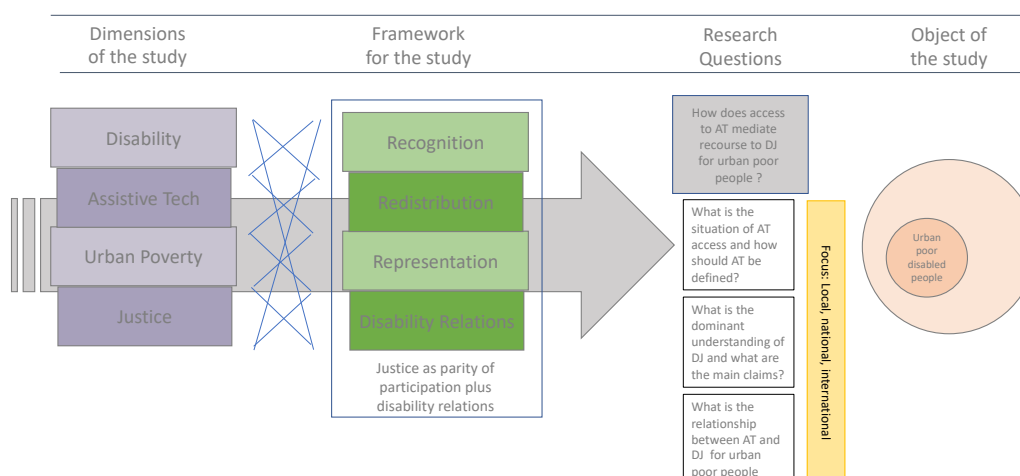 Dimensions
of the study
Framework
for the study
Research
Questions
Object of
the study
Disability
Assistive Tech
Urban Poverty
Justice
Recognition
Redistribution
Representation
Disability Relations
Justice as parity of
participation plus
disability relations
How does access
to AT mediate
recourse to DJ
for urban poor
people ?
What is the
situation of AT
access and how
should AT be
defined?
What is the
dominant
understanding of
DJ and what are
the main claims?
What is the
relationship
between AT and
DJ for urban
poor people
Focus: Local, national, international
Urban
poor
disabled
people